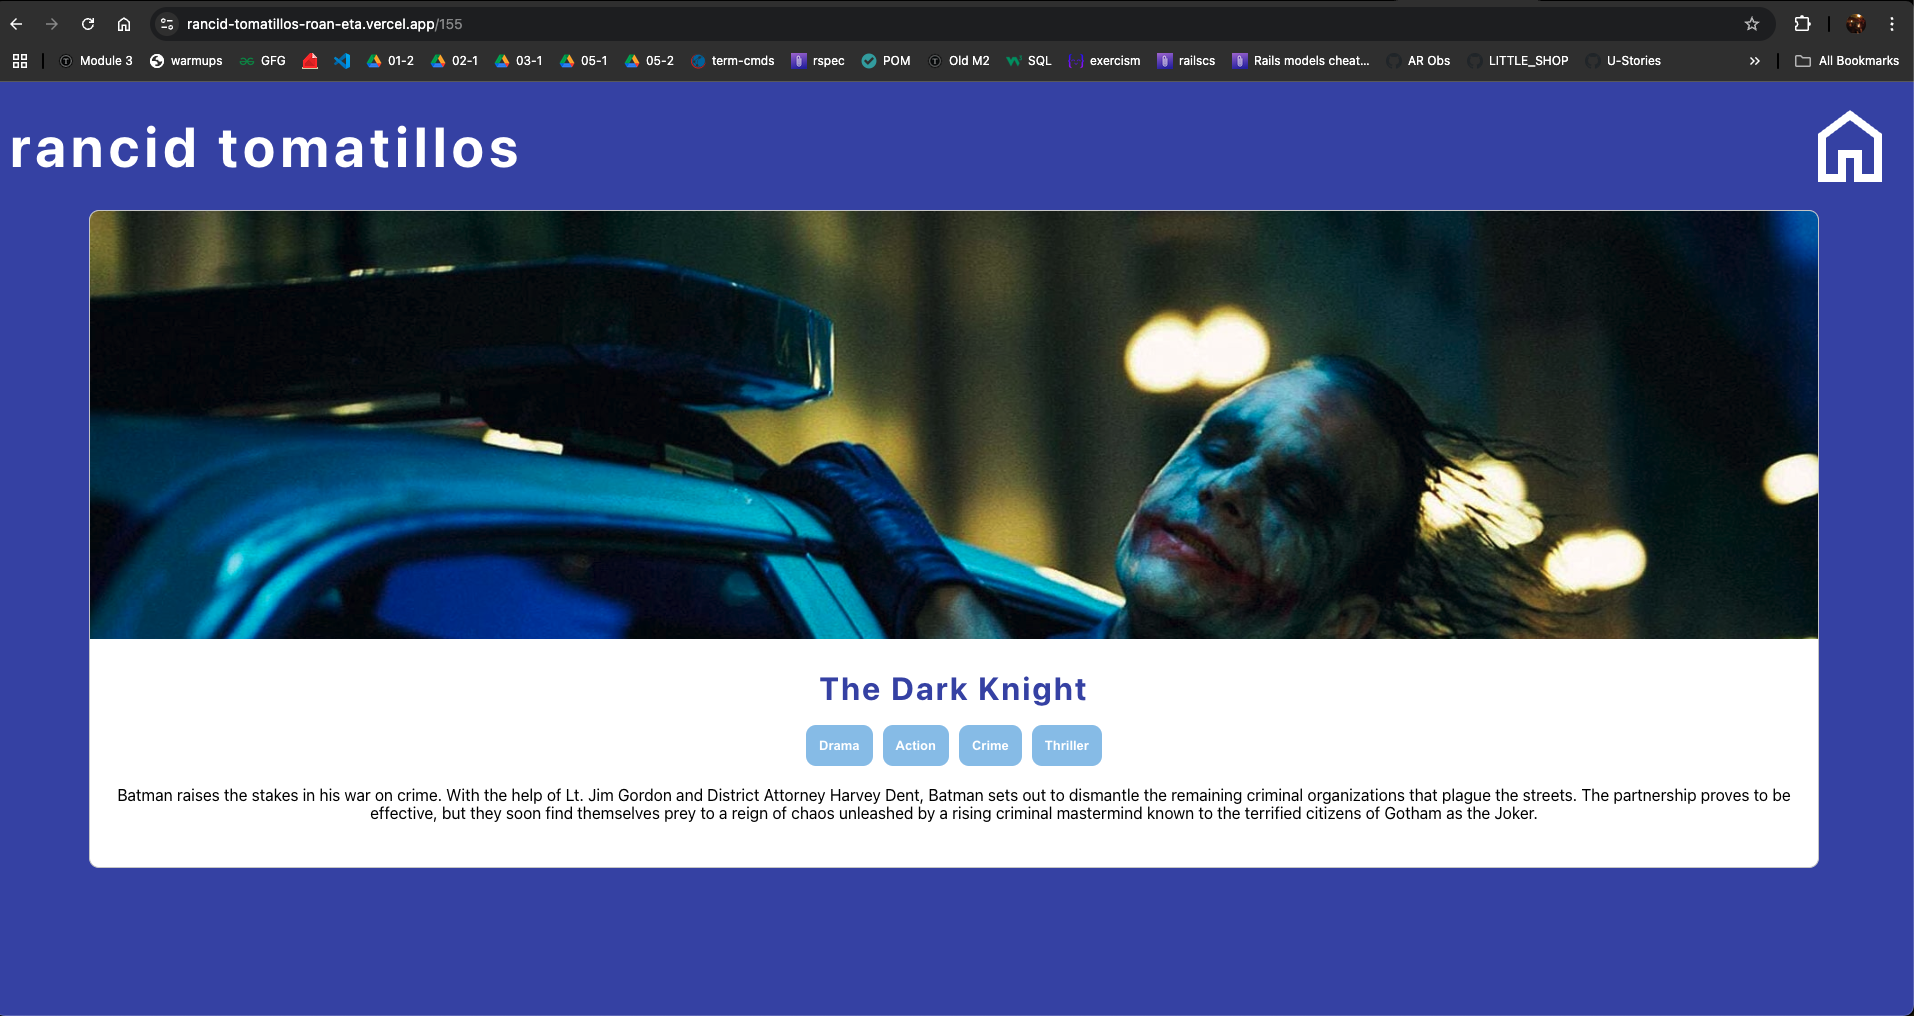 rancid-tomatillos-roan-eta.vercel.app/155
Module 3 warmups GFG 01-2 02-1 03-1 05-1 05-2 term-cmds rspec POM Old M2 SQL exercism railscs Rails models cheat... AR Obs LITTLE_SHOP U-Stories » All Bookmarks
rancid tomatillos
The Dark Knight
Drama Action Crime Thriller
Batman raises the stakes in his war on crime. With the help of Lt. Jim Gordon and District Attorney Harvey Dent, Batman sets out to dismantle the remaining criminal organizations that plague the streets. The partnership proves to be
effective, but they soon find themselves prey to a reign of chaos unleashed by a rising criminal mastermind known to the terrified citizens of Gotham as the Joker.